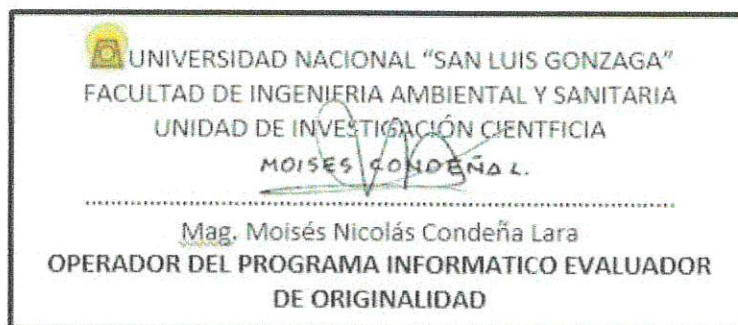 UNIVERSIDAD NACIONAL “SAN LUIS GONZAGA”
FACULTAD DE INGENIERIA AMBIENTAL Y SANITARIA
UNIDAD DE INVESTIGACIÓN CIENTFICIA
MOISES CONDEÑA L.
Mag. Moisés Nicolás Condeña Lara
OPERADOR DEL PROGRAMA INFORMATICO EVALUADOR
DE ORIGINALIDAD